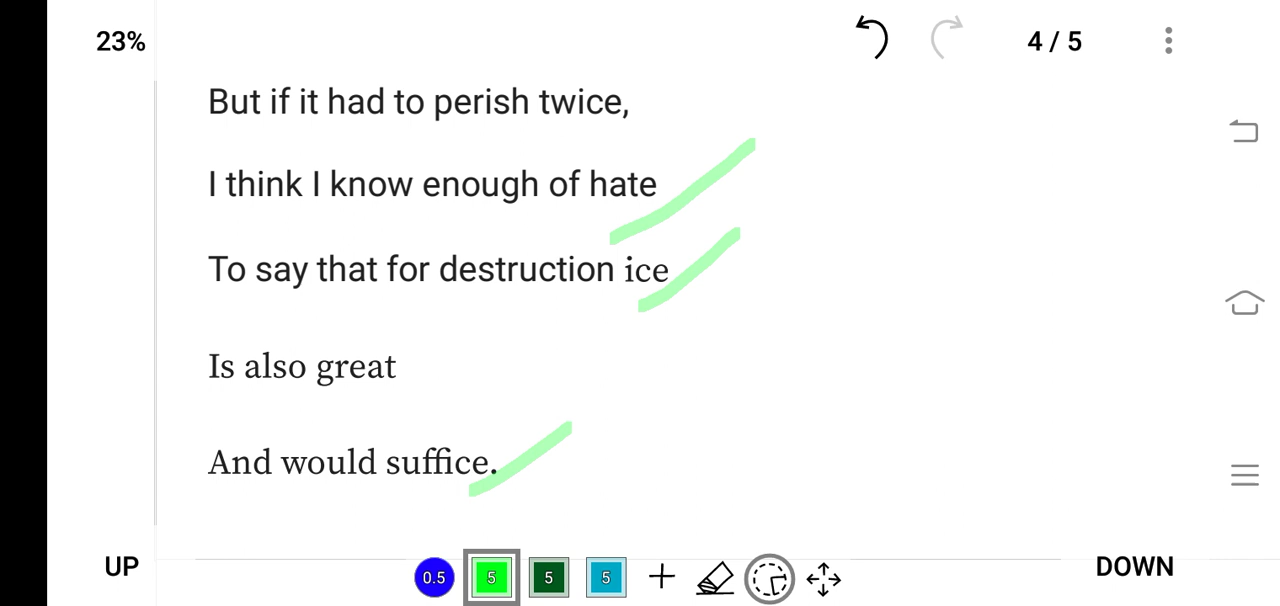 23%
4 / 5
But if it had to perish twice,
I think I know enough of hate
To say that for destruction ice
Is also great
And would suffice.
UP
0.5
5
5
5
DOWN